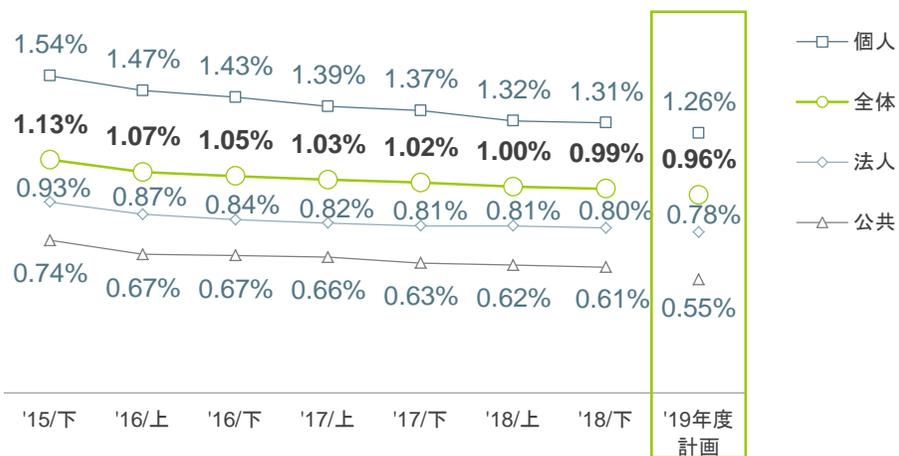 1.54% 1.47% 1.43% 1.39% 1.37% 1.32% 1.31% 1.26%
1.13% 1.07% 1.05% 1.03% 1.02% 1.00% 0.99% 0.96%
0.93% 0.87% 0.84% 0.82% 0.81% 0.81% 0.80% 0.78%
0.74% 0.67% 0.67% 0.66% 0.63% 0.62% 0.61% 0.55%
'15/下 '16/上 '16/下 '17/上 '17/下 '18/上 '18/下 '19年度
計画
個人
全体
法人
公共